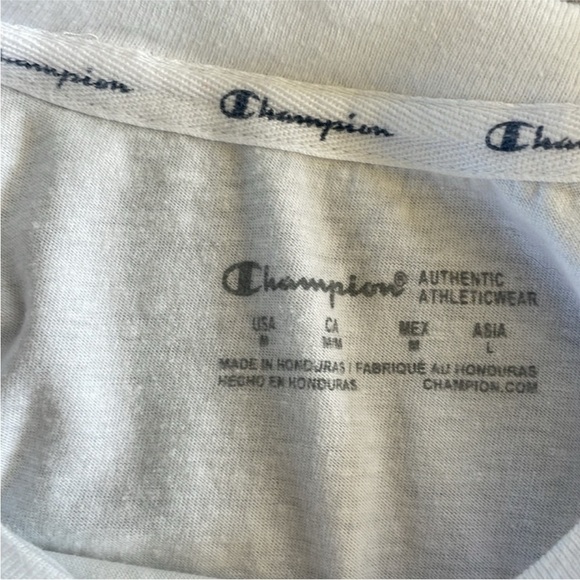 Champion Champion Cham
Champion® AUTHENTIC
ATHLETICWEAR
USA CA MEX ASIA
M M/M M L
MADE IN HONDURAS | FABRIQUÉ AU HONDURAS
HECHO EN HONDURAS CHAMPION.COM